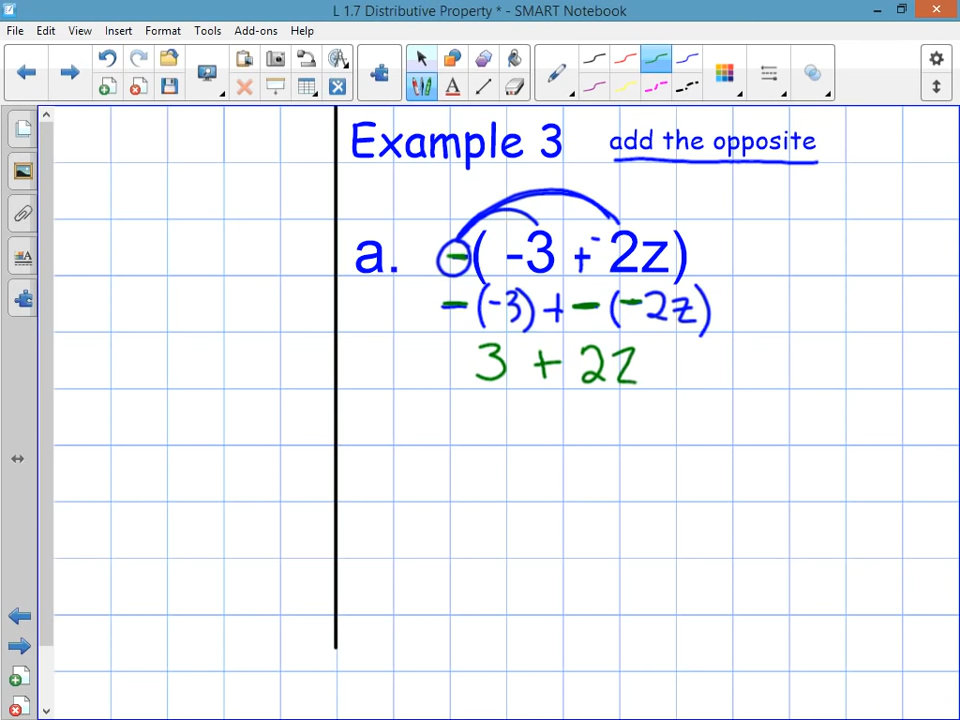 L 1.7 Distributive Property * - SMART Notebook
File Edit View Insert Format Tools Add-ons Help
Example 3 add the opposite
a. -( -3 + -2z)
-(-3) + -(-2z)
3 + 2z